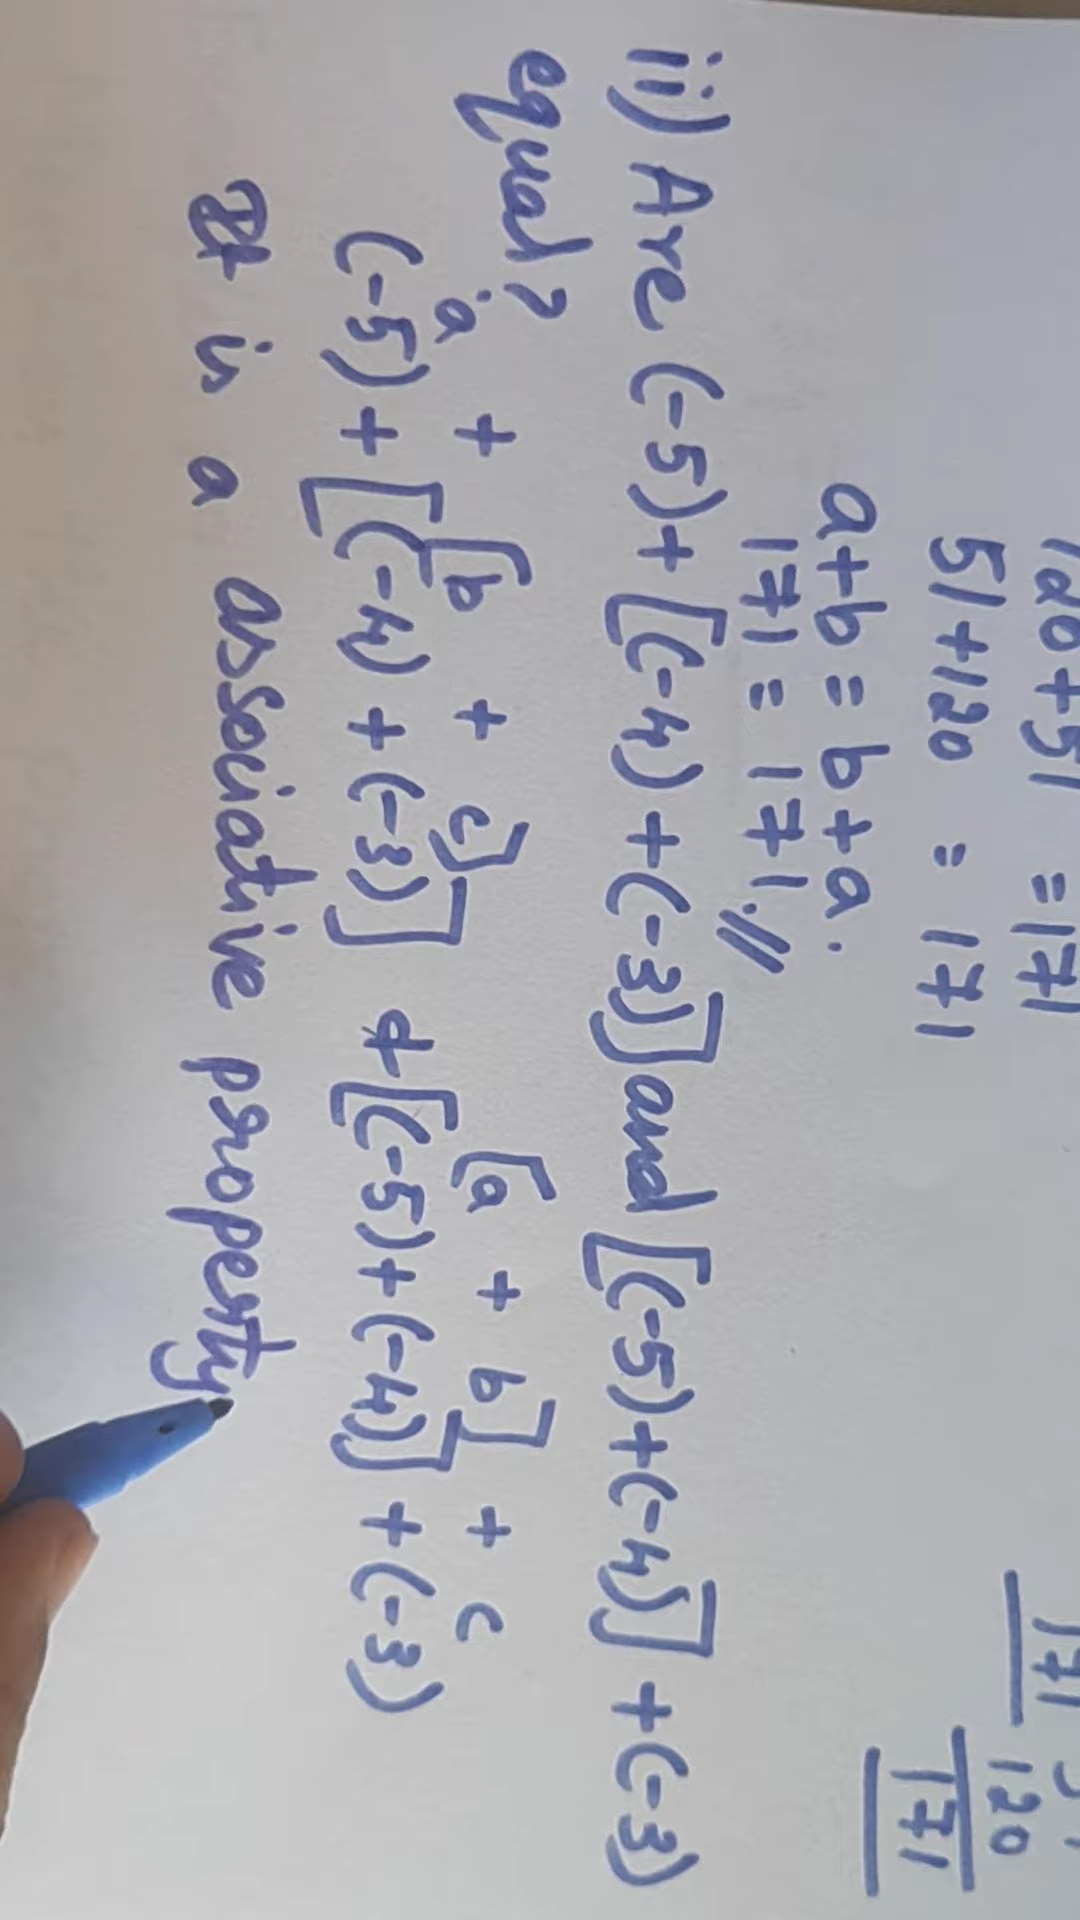 120+51 =171
51+120 = 171
a+b = b+a.
171 = 171.//
171
120
171
ii) Are (-5)+[(-4)+(-3)] and [(-5)+(-4)] +(-3)
equal?
a + [b + c] [a + b] + c
(-5)+[(-4)+(-3)] & [(-5)+(-4)] +(-3)
It is a associative property